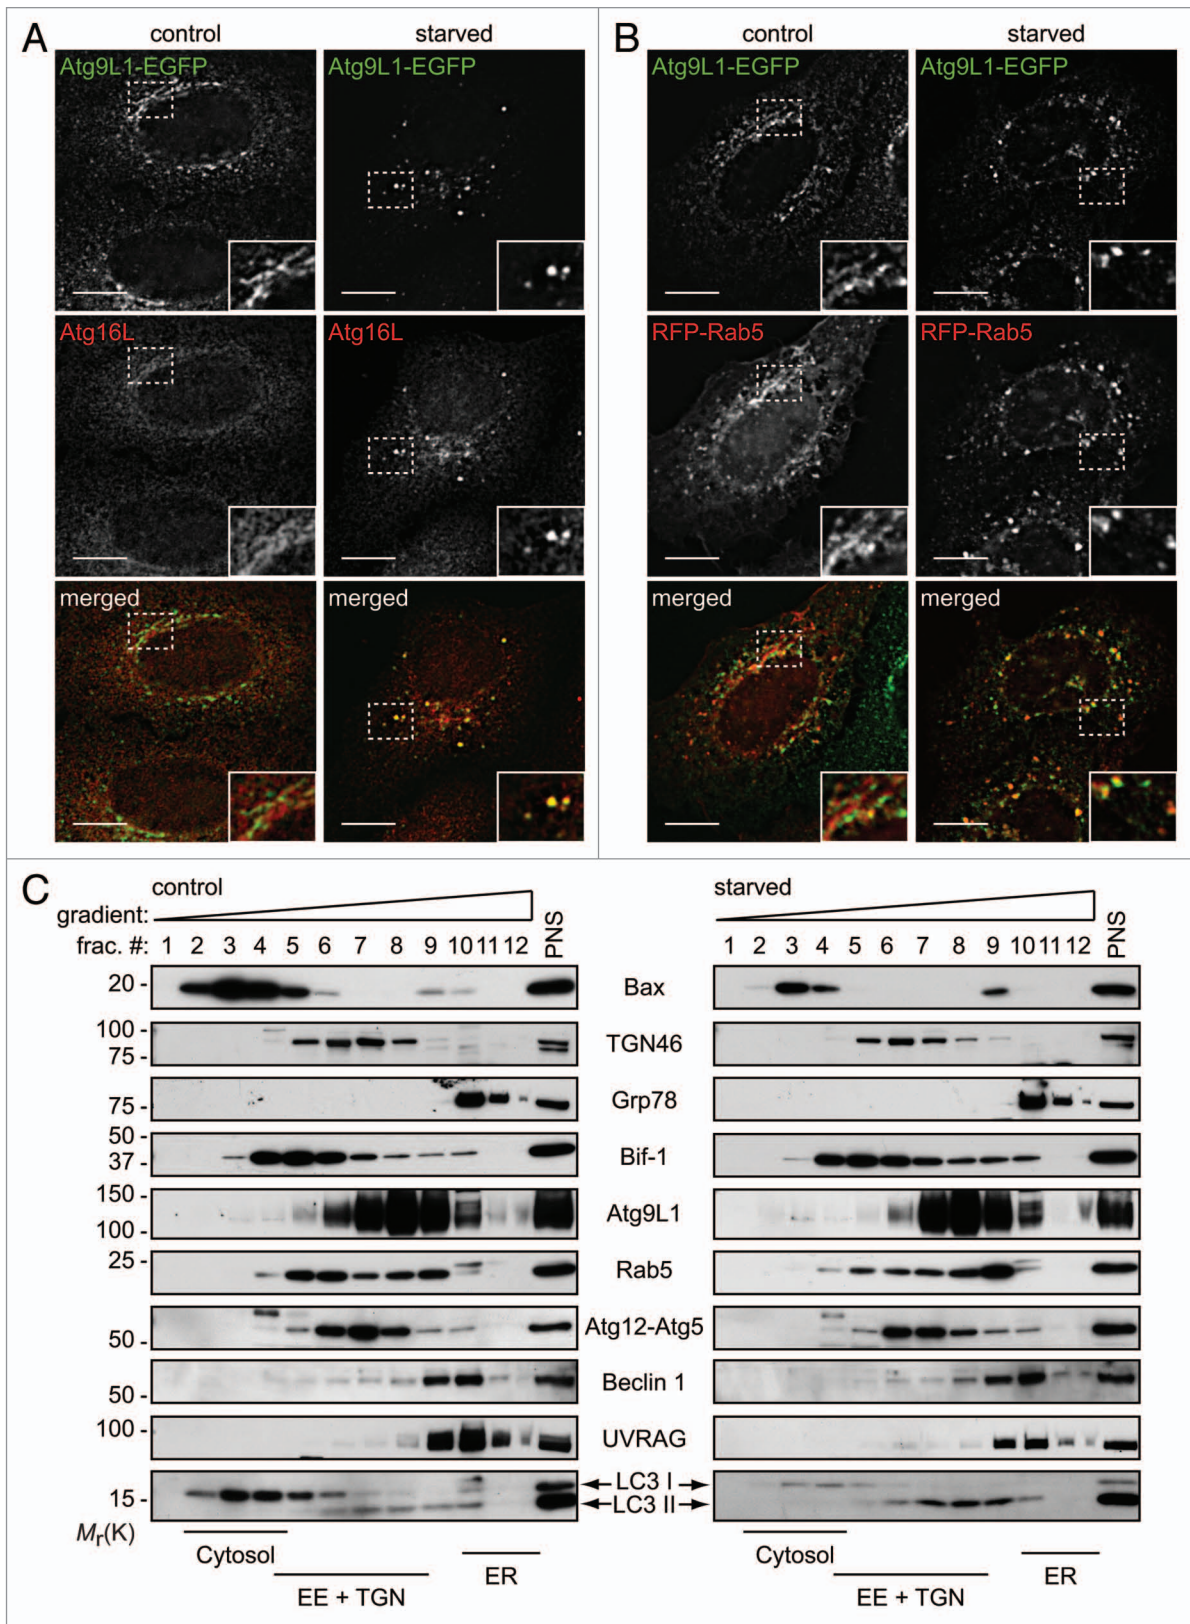 A
control
starved
Atg9L1-EGFP
Atg9L1-EGFP
Atg16L
Atg16L
merged
merged
B
control
starved
Atg9L1-EGFP
Atg9L1-EGFP
RFP-Rab5
RFP-Rab5
merged
merged
C
control
starved
gradient:
frac. #: 1 2 3 4 5 6 7 8 9 10 11 12 PNS
1 2 3 4 5 6 7 8 9 10 11 12 PNS
20 - Bax
100 -
75 - TGN46
75 - Grp78
50 -
37 - Bif-1
150 -
100 - Atg9L1
25 - Rab5
50 - Atg12-Atg5
50 - Beclin 1
100 - UVRAG
LC3 I
15 - LC3 II
Mr(K)
Cytosol
EE + TGN
ER
Cytosol
EE + TGN
ER